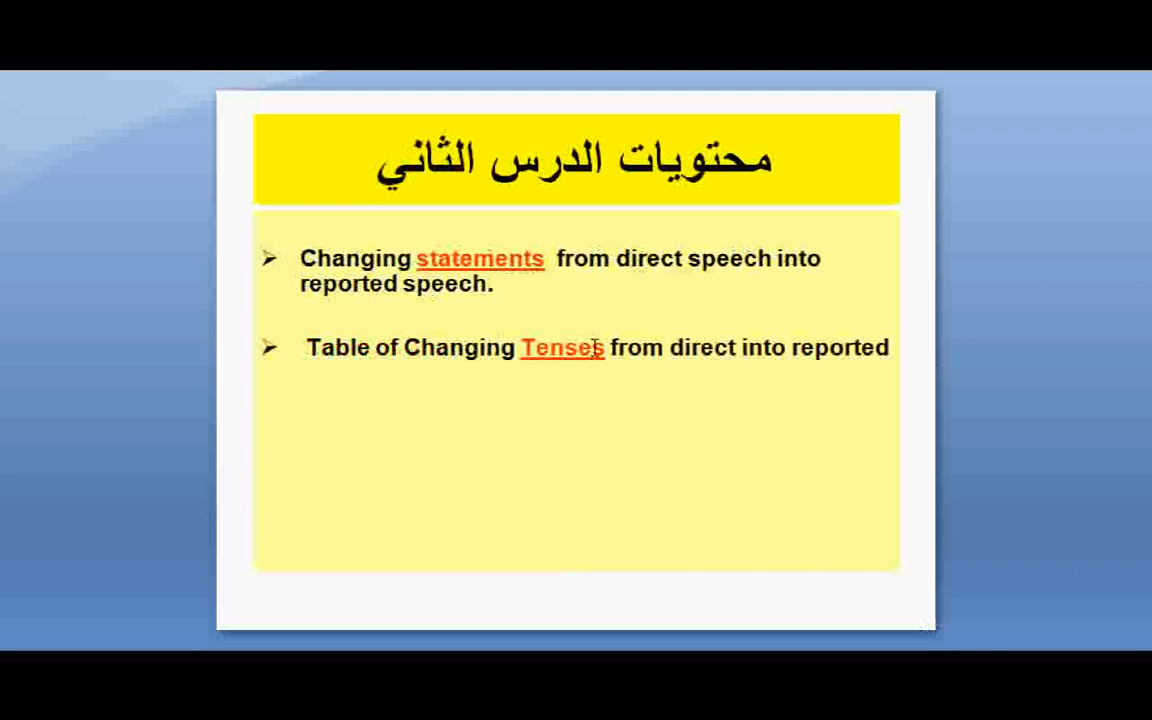 محتويات الدرس الثاني
Changing statements from direct speech into
reported speech.
Table of Changing Tenses from direct into reported